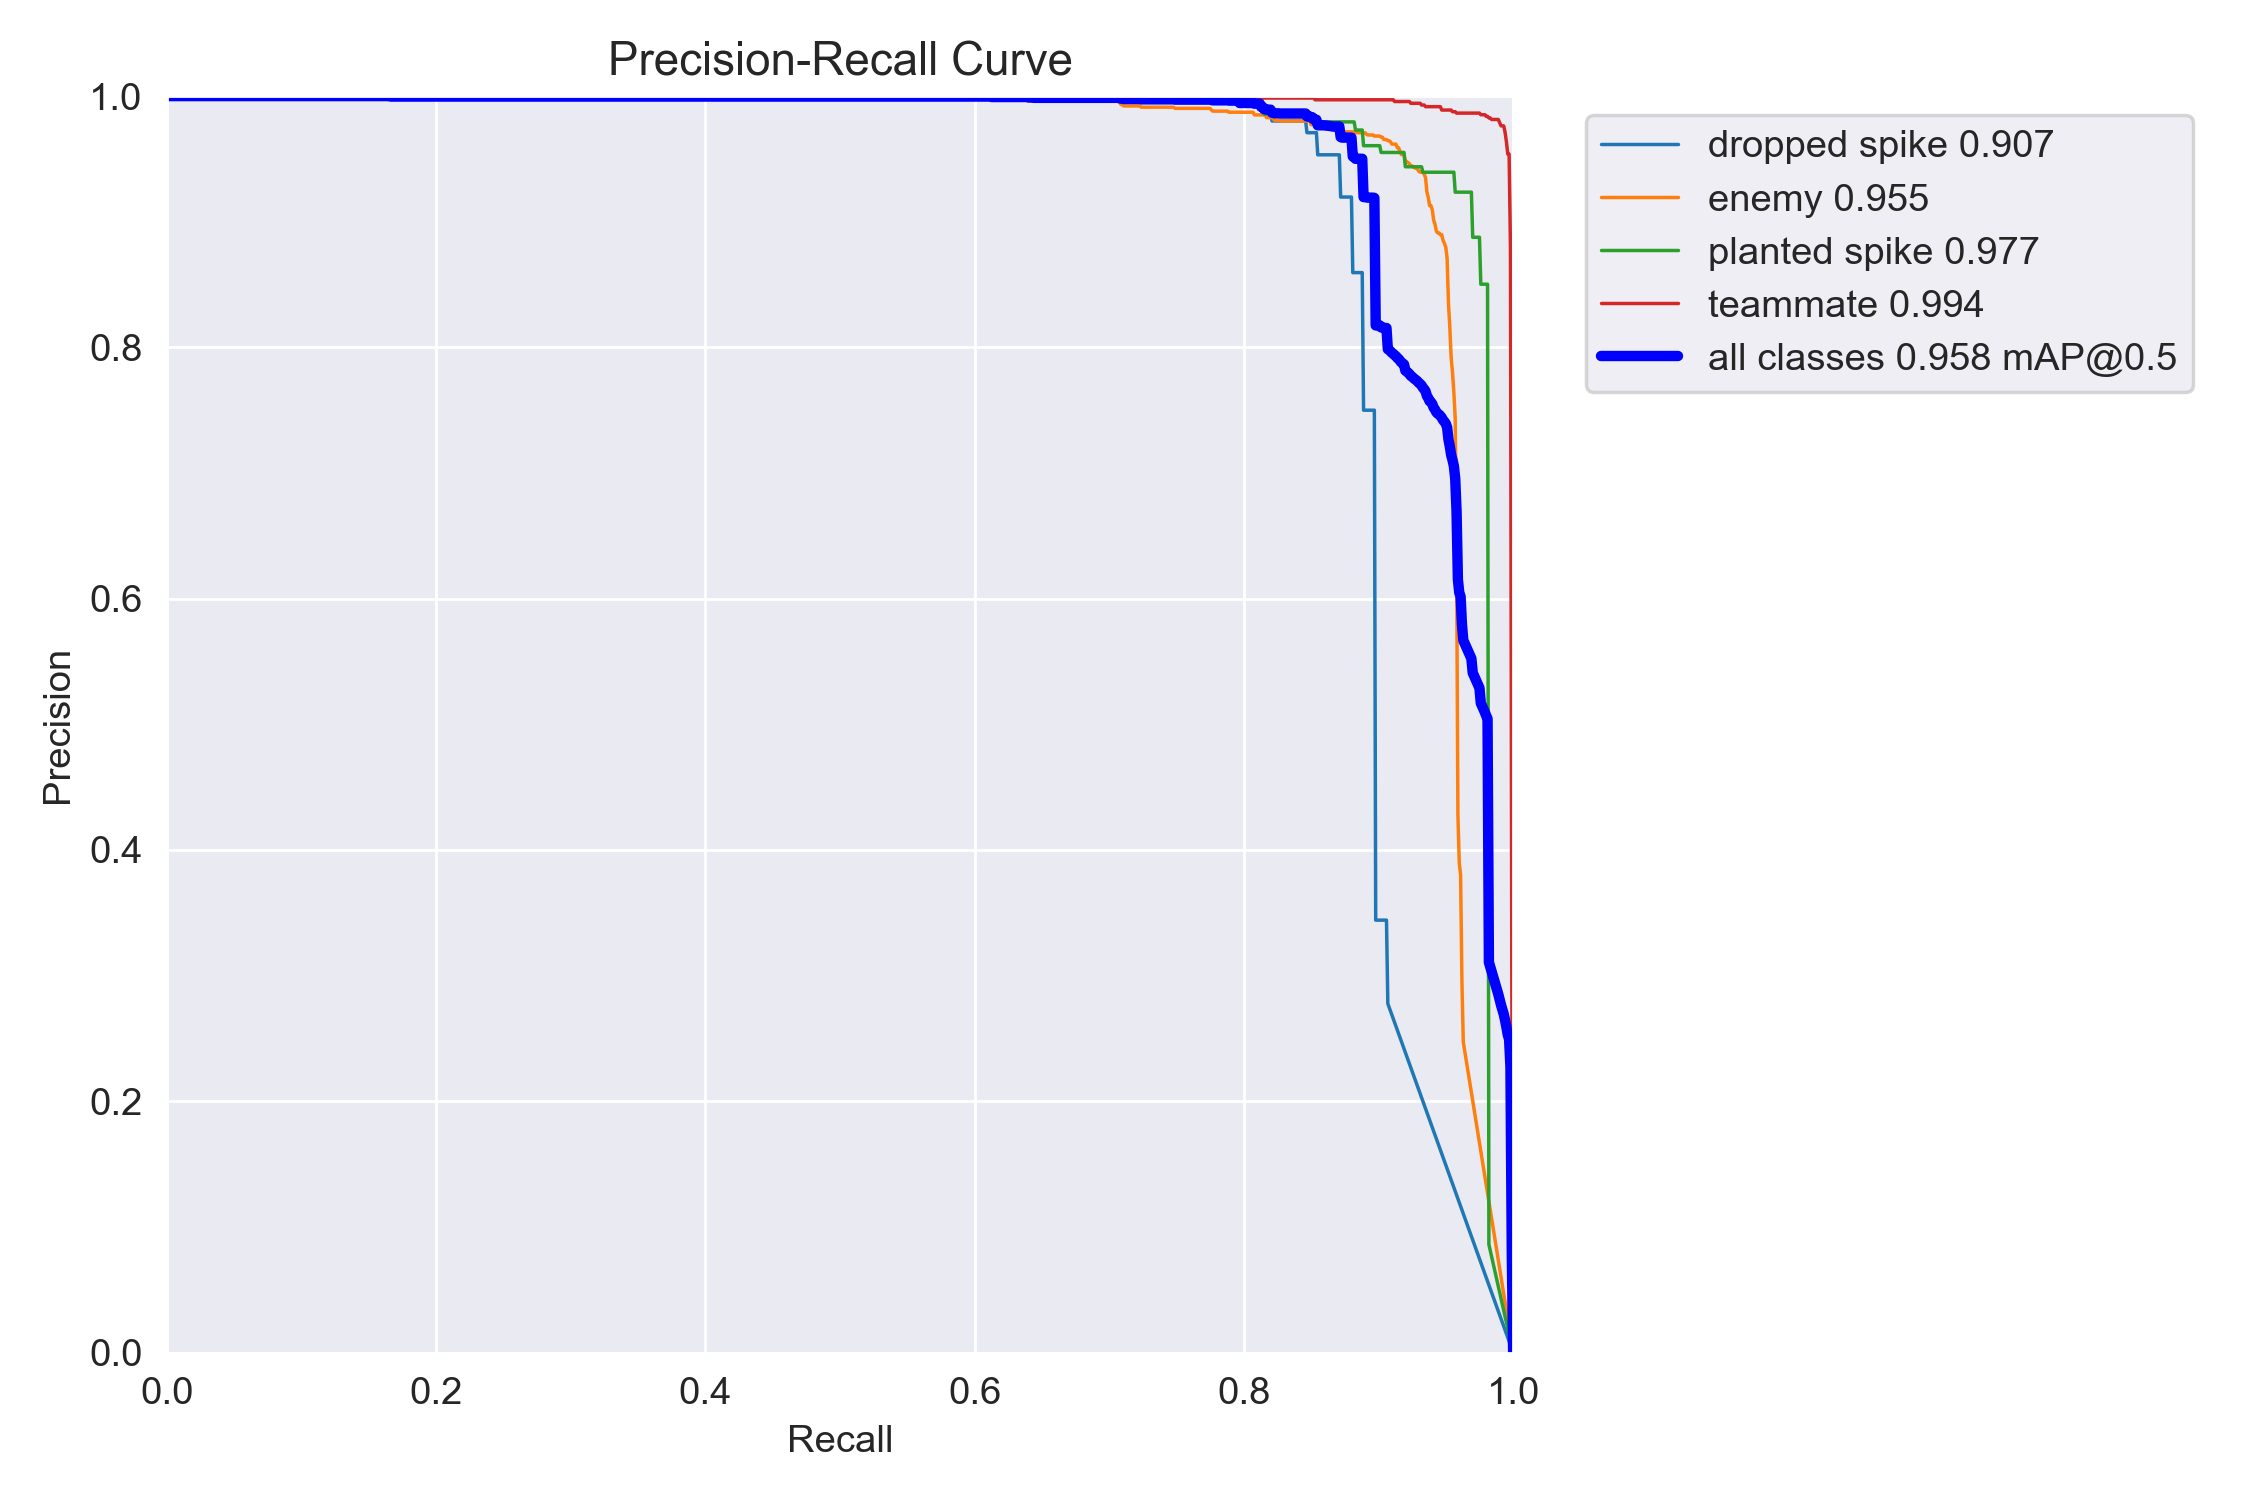 Precision-Recall Curve
1.0
0.8
0.6
0.4
0.2
0.0
Precision
0.0 0.2 0.4 0.6 0.8 1.0
Recall
dropped spike 0.907
enemy 0.955
planted spike 0.977
teammate 0.994
all classes 0.958 mAP@0.5